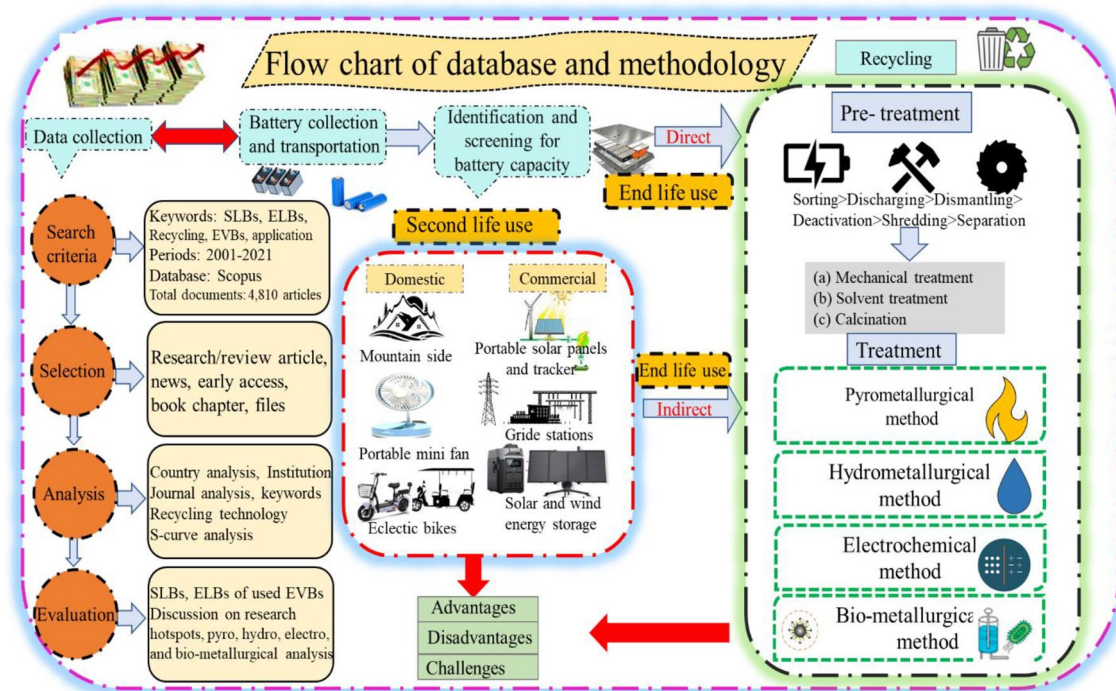 Flow chart of database and methodology
Recycling
Data collection
Battery collection
and transportation
Identification and
screening for
battery capacity
Direct
End life use
Search
criteria
Keywords: SLBs, ELBs,
Recycling, EVBs, application
Periods: 2001-2021
Database: Scopus
Total documents: 4,810 articles
Selection
Research/review article,
news, early access,
book chapter, files
Analysis
Country analysis, Institution
Journal analysis, keywords
Recycling technology
S-curve analysis
Evaluation
SLBs, ELBs of used EVBs
Discussion on research
hotspots, pyro, hydro, electro,
and bio-metallurgical analysis
Second life use
Domestic
Mountain side
Portable mini fan
Eclectic bikes
Commercial
Portable solar panels
and tracker
Gride stations
Solar and wind
energy storage
End life use
Indirect
Advantages
Disadvantages
Challenges
Pre- treatment
Sorting>Discharging>Dismantling>
Deactivation>Shredding>Separation
(a) Mechanical treatment
(b) Solvent treatment
(c) Calcination
Treatment
Pyrometallurgical
method
Hydrometallurgical
method
Electrochemical
method
Bio-metallurgica
method